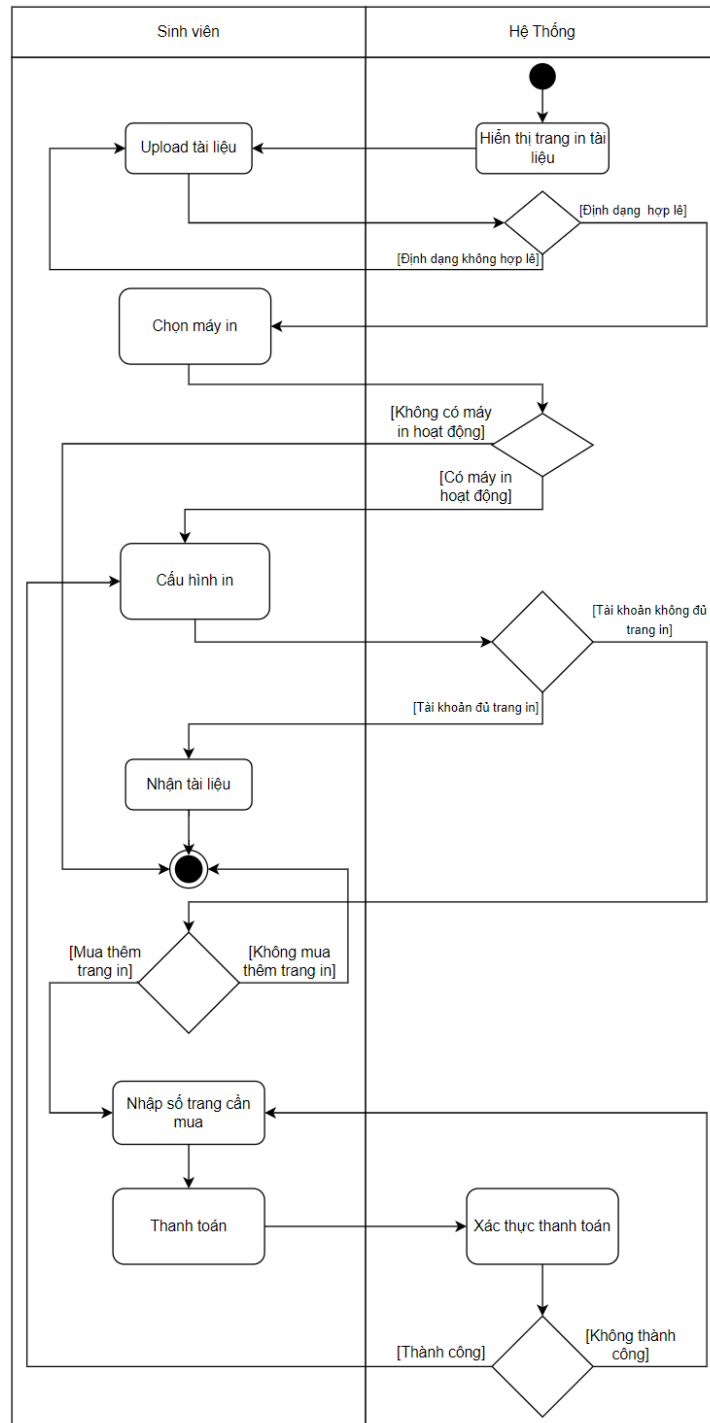 Sinh viên
Hệ Thống
Upload tài liệu
Hiển thị trang in tài
liệu
[Định dạng hợp lê]
[Định dạng không hợp lê]
Chọn máy in
[Không có máy
in hoạt động]
[Có máy in
hoạt động]
Cấu hình in
[Tài khoản không đủ
trang in]
[Tài khoản đủ trang in]
Nhận tài liệu
[Mua thêm
trang in]
[Không mua
thêm trang in]
Nhập số trang cần
mua
Thanh toán
Xác thực thanh toán
[Thành công]
[Không thành
công]